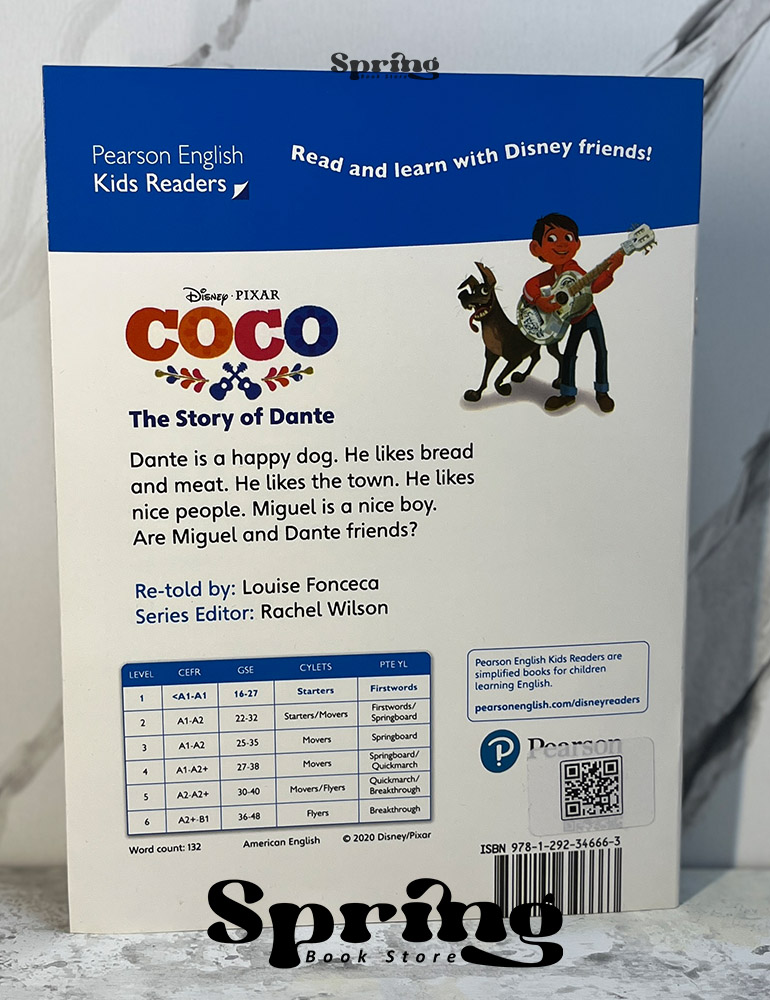 Spring
Book Store
Pearson English
Kids Readers
Read and learn with Disney friends!
Disney · PIXAR
COCO
The Story of Dante
Dante is a happy dog. He likes bread
and meat. He likes the town. He likes
nice people. Miguel is a nice boy.
Are Miguel and Dante friends?
Re-told by: Louise Fonceca
Series Editor: Rachel Wilson
LEVEL CEFR GSE CYLETS PTE YL
1 <A1-A1 16-27 Starters Firstwords
2 A1-A2 22-32 Starters/Movers Firstwords/
Springboard
3 A1-A2 25-35 Movers Springboard
4 A1-A2+ 27-38 Movers Springboard/
Quickmarch
5 A2-A2+ 30-40 Movers/Flyers Quickmarch/
Breakthrough
6 A2+-B1 36-48 Flyers Breakthrough
Word count: 132 American English © 2020 Disney/Pixar
Pearson English Kids Readers are
simplified books for children
learning English.
pearsonenglish.com/disneyreaders
P Pearson
ISBN 978-1-292-34666-3
Spring
Book Store